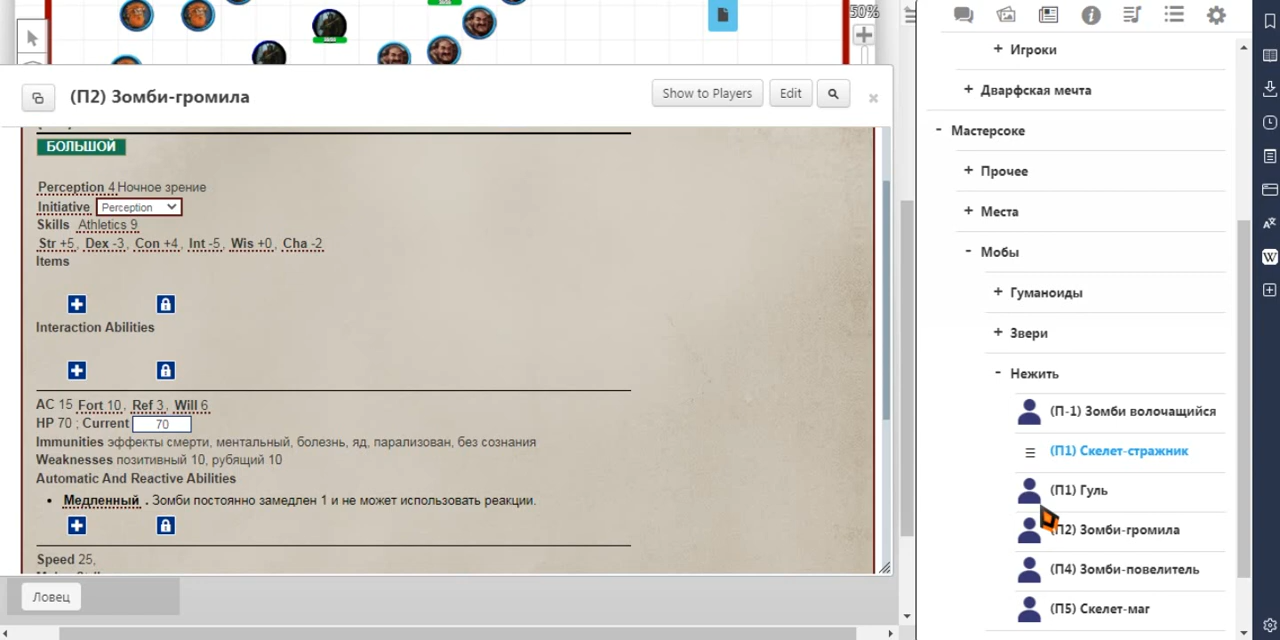 50%
(П2) Зомби-громила
Show to Players
Edit
БОЛЬШОЙ
Perception 4 Ночное зрение
Initiative Perception
Skills Athletics 9
Str +5, Dex -3, Con +4, Int -5, Wis +0, Cha -2
Items
Interaction Abilities
AC 15 Fort 10, Ref 3, Will 6
HP 70 ; Current 70
Immunities эффекты смерти, ментальный, болезнь, яд, парализован, без сознания
Weaknesses позитивный 10, рубящий 10
Automatic And Reactive Abilities
• Медленный . Зомби постоянно замедлен 1 и не может использовать реакции.
Speed 25,
Ловец
+ Игроки
+ Дварфская мечта
- Мастерсоке
+ Прочее
+ Места
- Мобы
+ Гуманоиды
+ Звери
- Нежить
(П-1) Зомби волочащийся
(П1) Скелет-стражник
(П1) Гуль
(П2) Зомби-громила
(П4) Зомби-повелитель
(П5) Скелет-маг